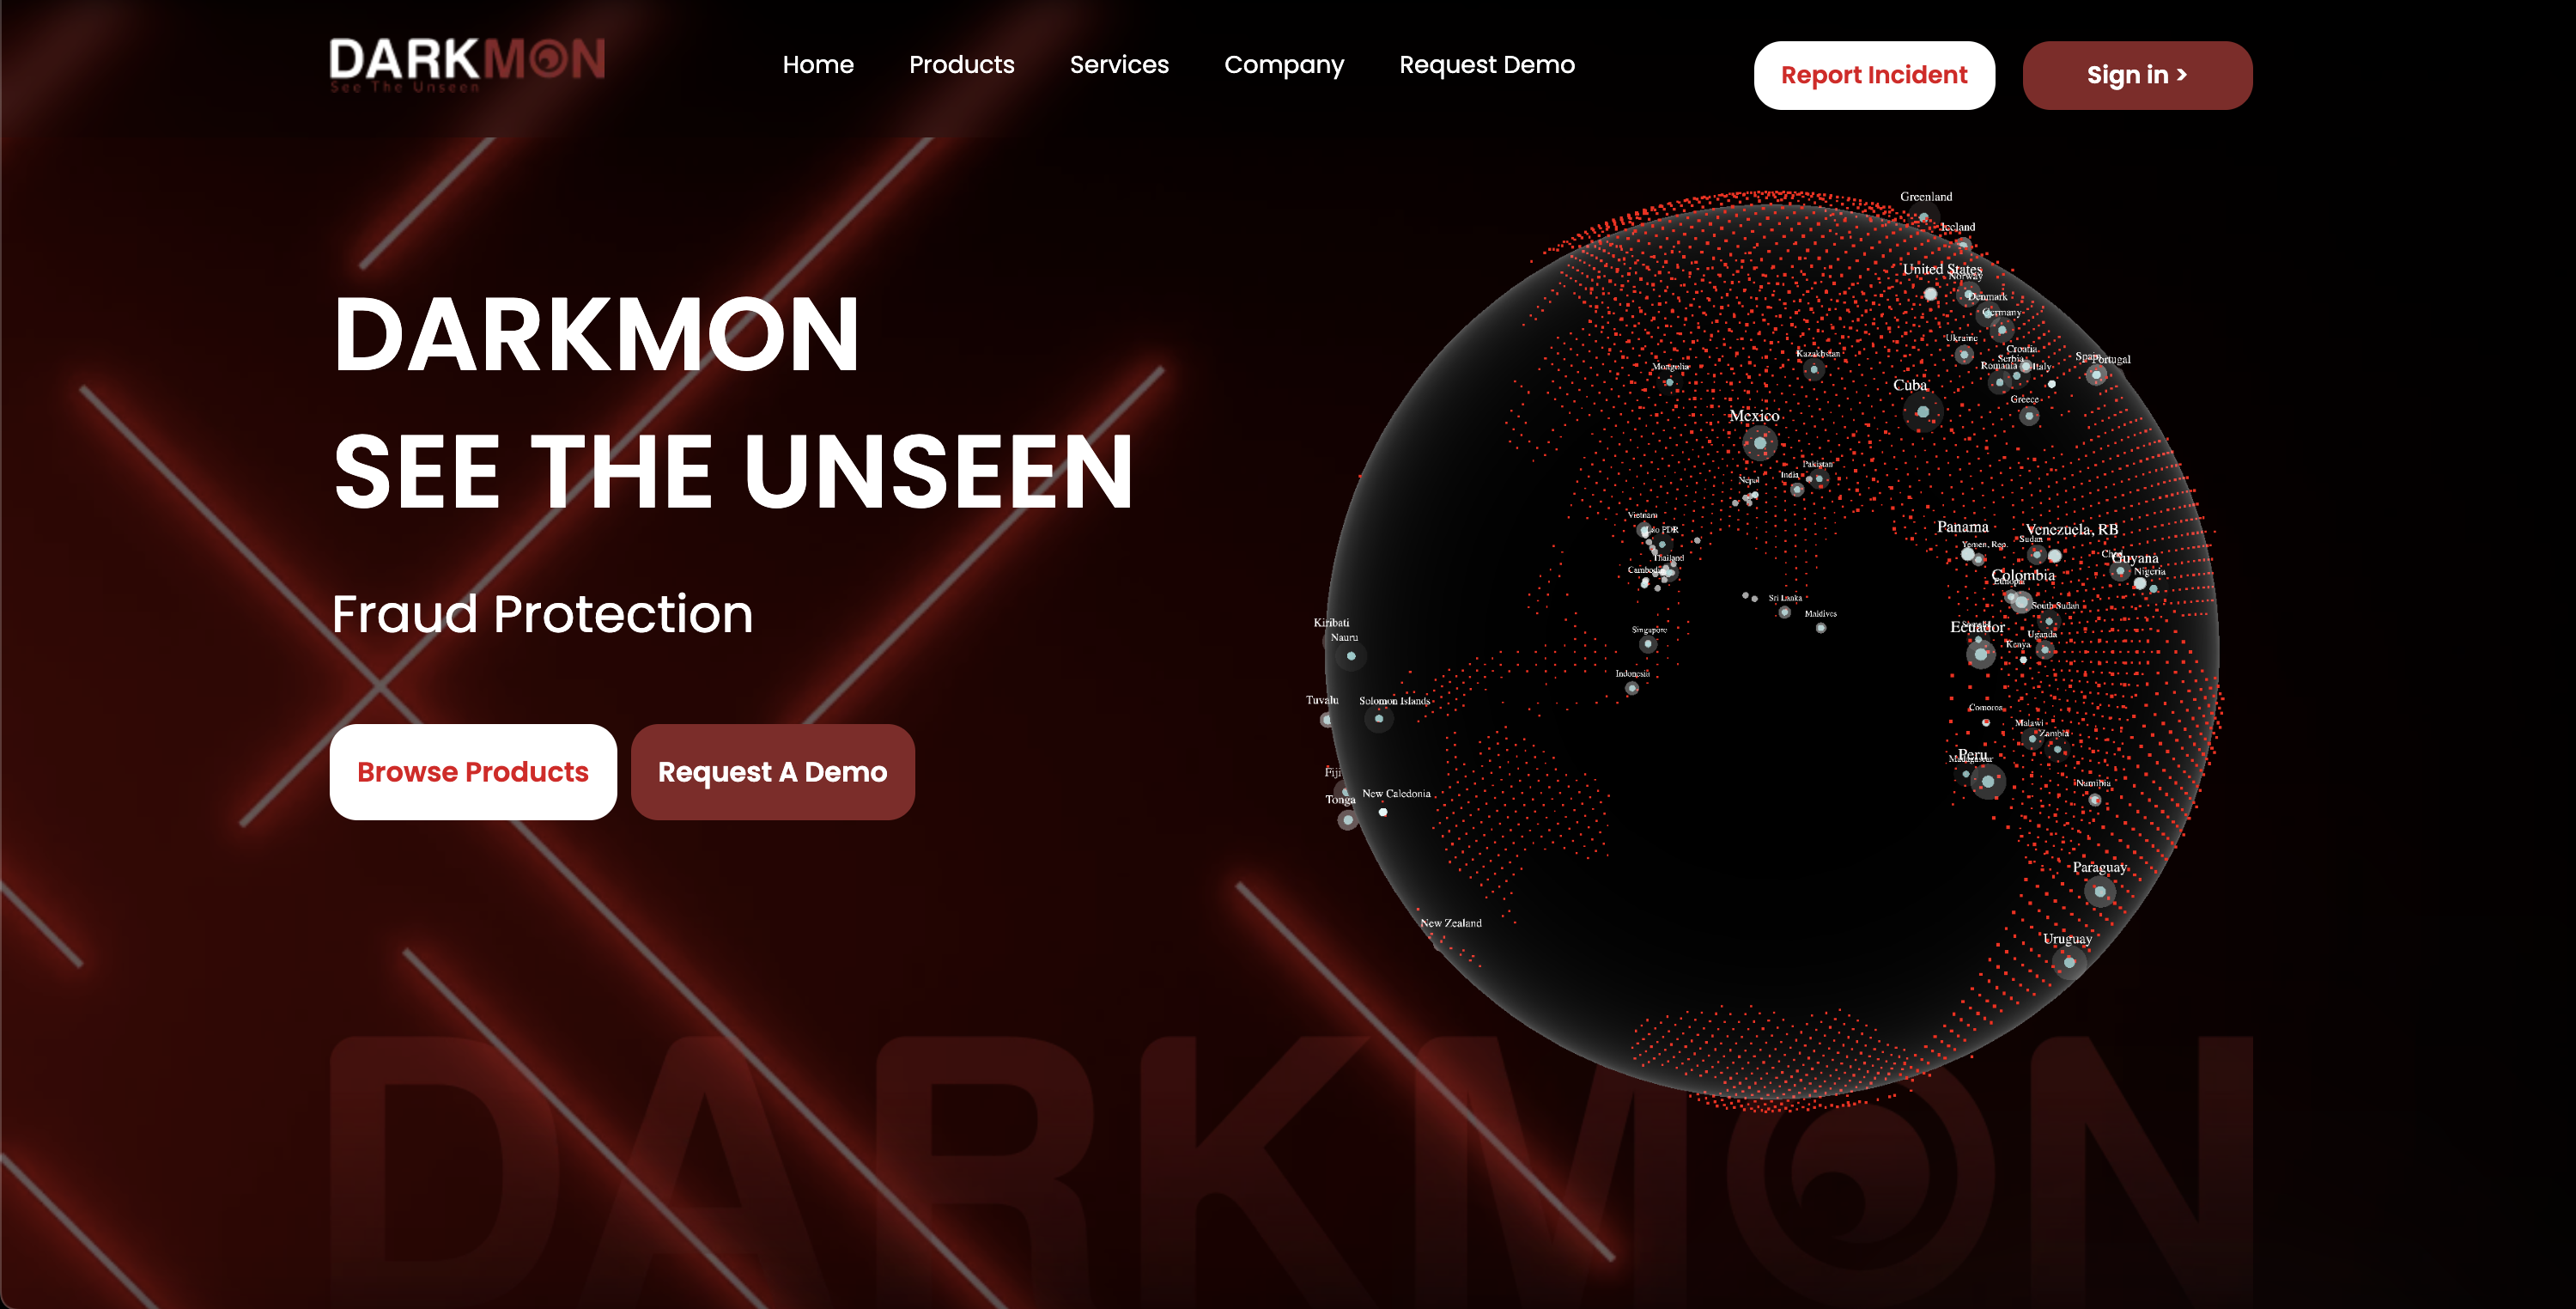 DARKMON
See The Unseen
Home
Products
Services
Company
Request Demo
Report Incident
Sign in >
DARKMON
SEE THE UNSEEN
Fraud Protection
Browse Products
Request A Demo
Greenland
Iceland
United States
Norway
Denmark
Germany
Ukraine
Croatia
Serbia
Romania
Italy
Spain
Portugal
Greece
Kazakhstan
Mongolia
Cuba
Mexico
Pakistan
India
Nepal
Vietnam
Lao PDR
Thailand
Cambodia
Panama
Venezuela, RB
Yemen, Rep.
Sudan
Guyana
Nigeria
Colombia
Ethiopia
South Sudan
Sri Lanka
Maldives
Kiribati
Nauru
Singapore
Ecuador
Uganda
Kenya
Indonesia
Tuvalu
Solomon Islands
Comoros
Malawi
Zambia
Peru
Madagascar
Fiji
Tonga
New Caledonia
Namibia
Paraguay
New Zealand
Uruguay
DARKMON